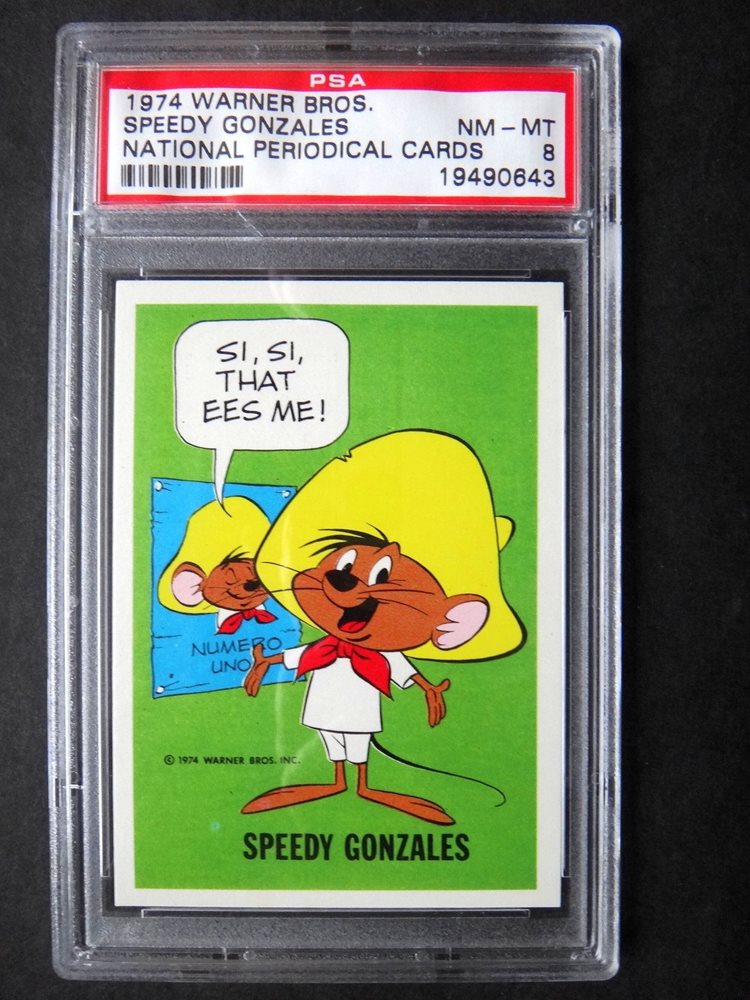 PSA
1974 WARNER BROS.
SPEEDY GONZALES NM - MT
NATIONAL PERIODICAL CARDS 8
19490643
SI, SI,
THAT
EES ME!
NUMERO
UNO
© 1974 WARNER BROS. INC.
SPEEDY GONZALES